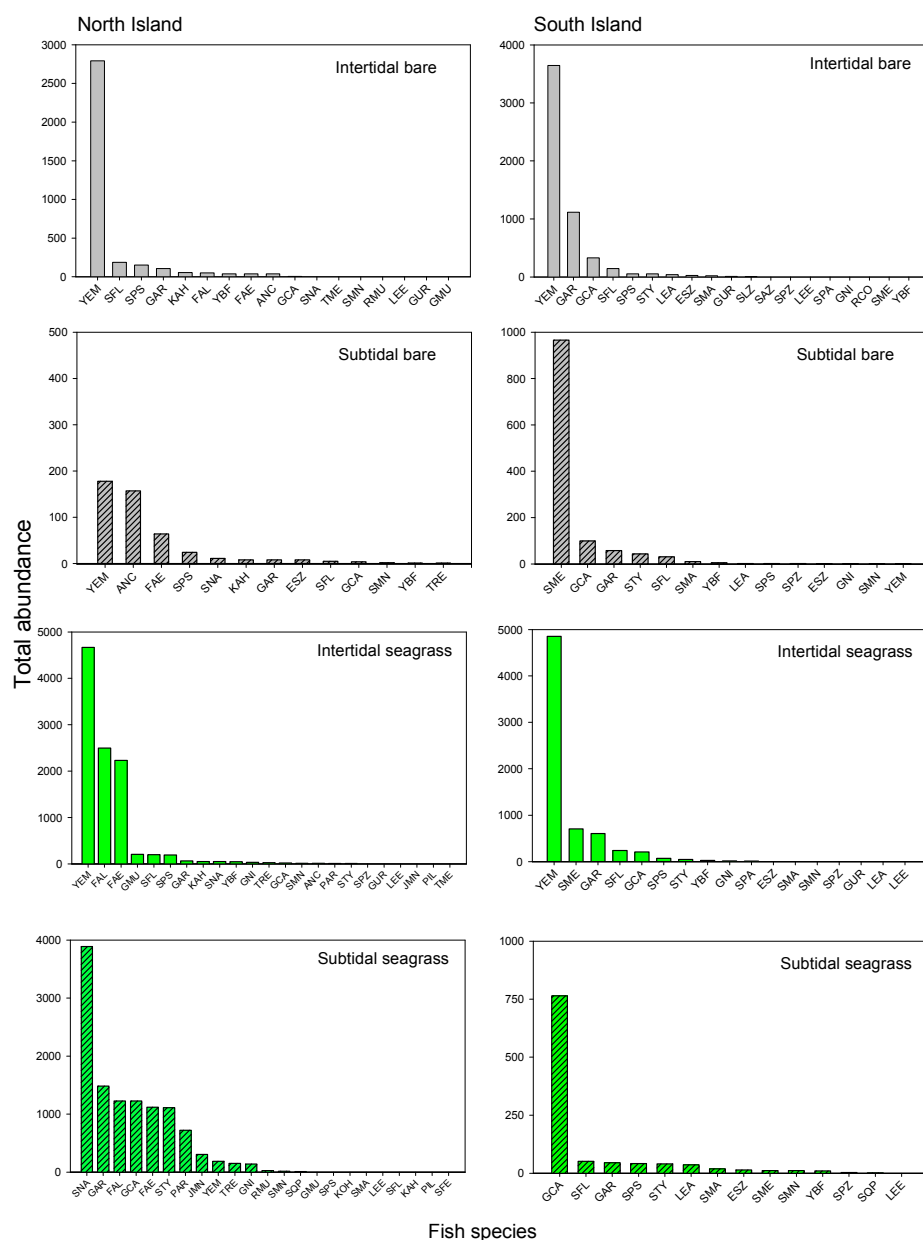 North Island
South Island
Intertidal bare
3000
2500
2000
1500
1000
500
0
YEM SFL SPS GAR KAH FAL YBF FAE ANC GCA SNA TME SMN RMU LEE GUR GMU
Intertidal bare
4000
3000
2000
1000
0
YEM GAR GCA SFL SPS STY LEA ESZ SMA GUR SLZ SAZ SPZ LEE SPA GNI RCO SME YBF
Subtidal bare
500
400
300
200
100
0
YEM ANC FAE SPS SNA KAH GAR ESZ SFL GCA SMN YBF TRE
Subtidal bare
1000
800
600
400
200
0
SME GCA GAR STY SFL SMA YBF LEA SPS SPZ ESZ GNI SMN YEM
Total abundance
Intertidal seagrass
5000
4000
3000
2000
1000
0
YEM FAL FAE GMU SFL SPS GAR KAH SNA YBF GNI TRE GCA SMN ANC PAR STY SPZ GUR LEE JMN PIL TME
Intertidal seagrass
5000
4000
3000
2000
1000
0
YEM SME GAR SFL GCA SPS STY YBF GNI SPA ESZ SMA SMN SPZ GUR LEA LEE
Subtidal seagrass
4000
3000
2000
1000
0
SNA GAR FAL GCA FAE STY PAR JMN YEM TRE GNI RMU SMN SQP GMU SPS KOH SMA LEE SFL KAH PIL SFE
Subtidal seagrass
1000
750
500
250
0
GCA SFL GAR SPS STY LEA SMA ESZ SME SMN YBF SPZ SQP LEE
Fish species